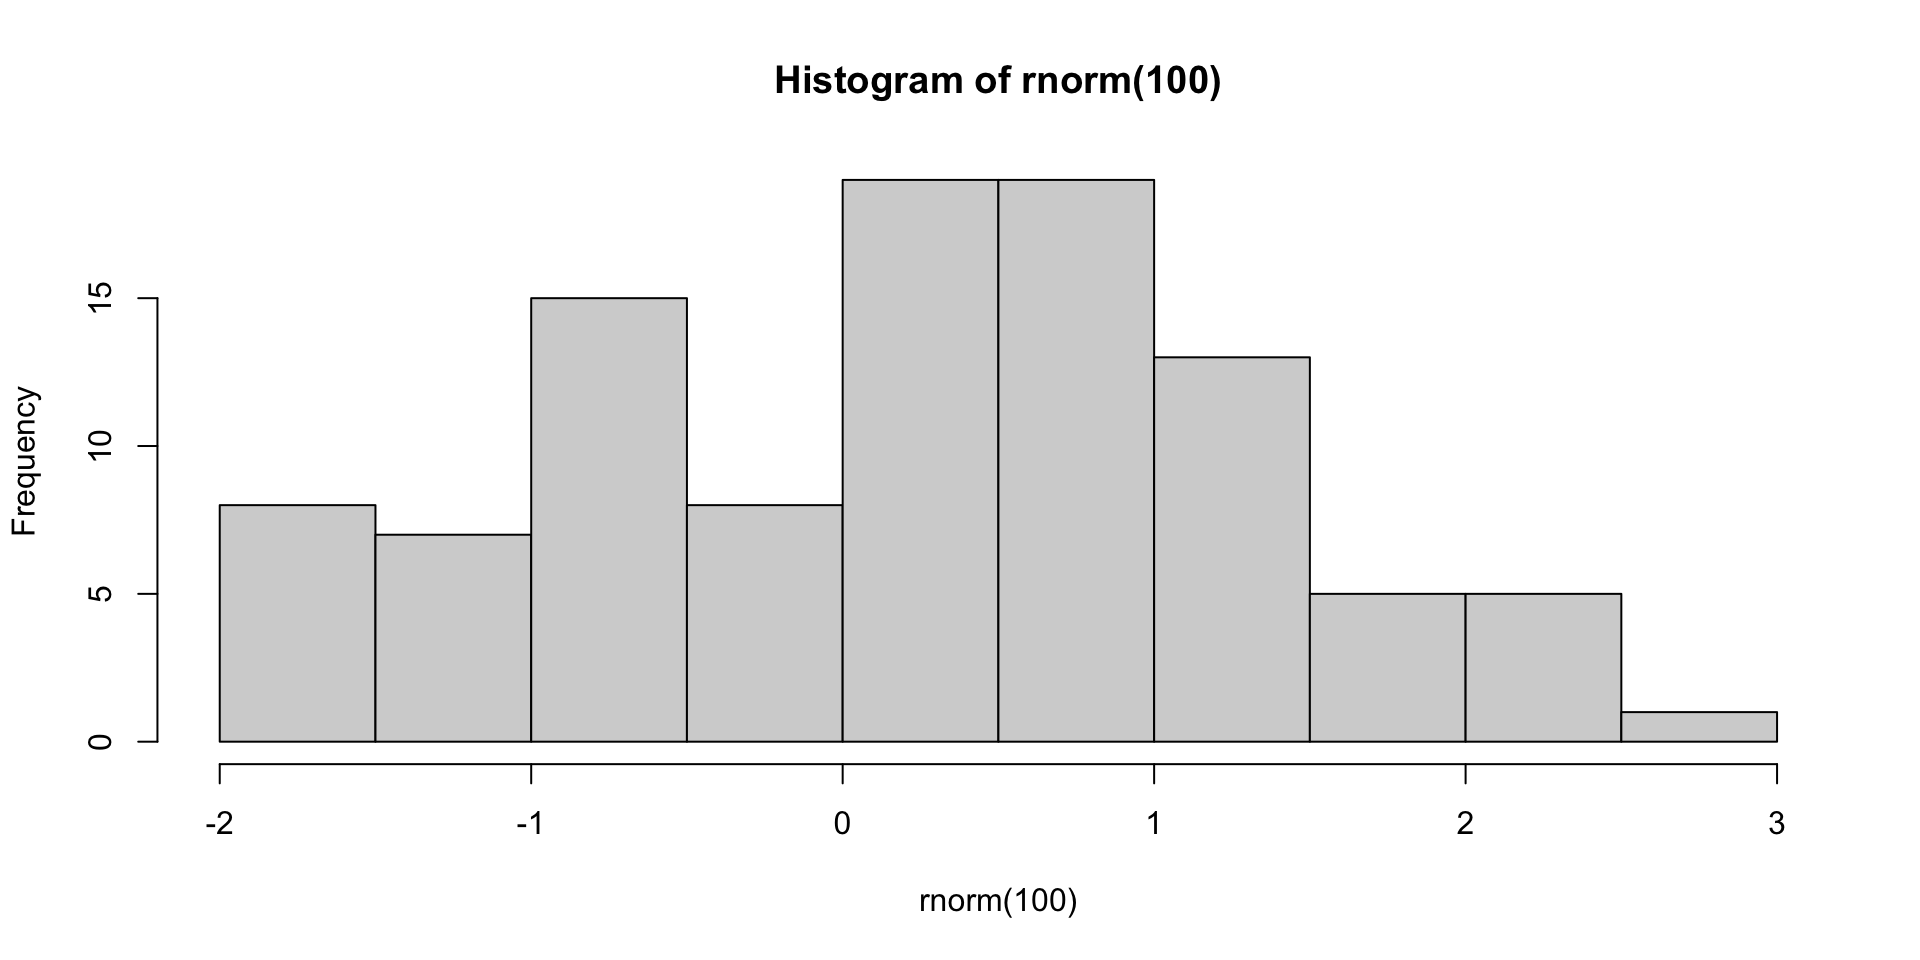 Histogram of rnorm(100)
Frequency
15
10
5
0
-2 -1 0 1 2 3
rnorm(100)